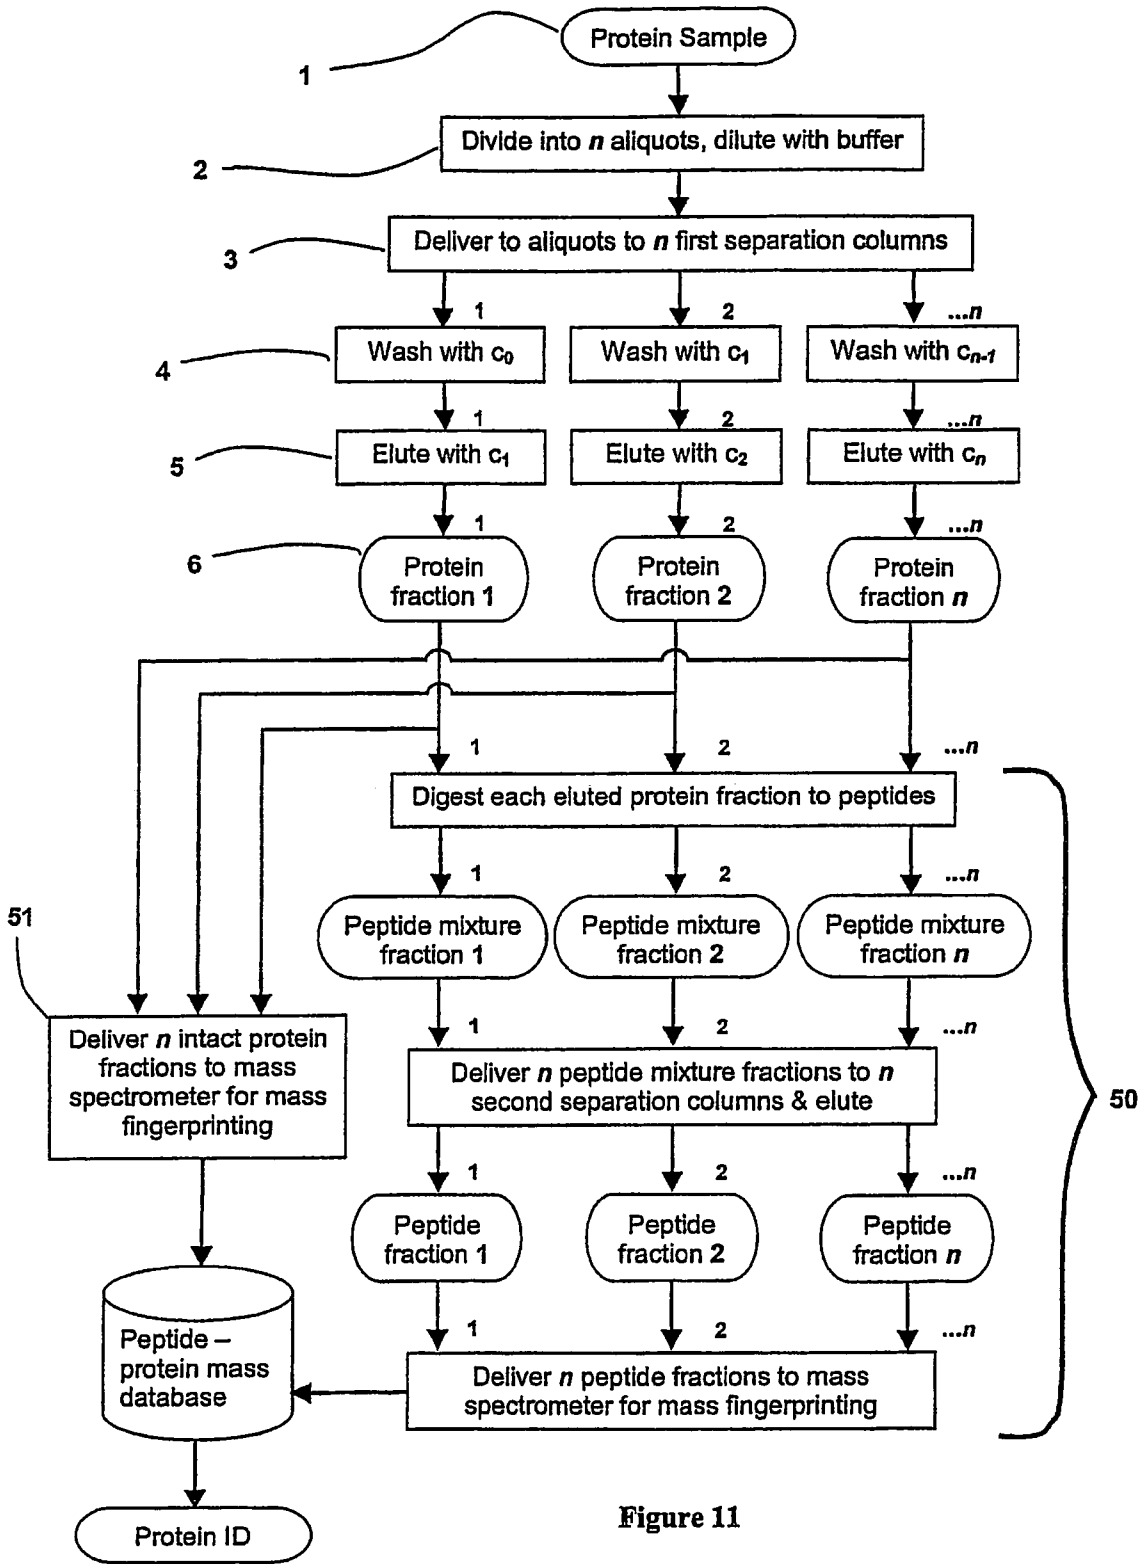 Protein Sample
1
Divide into n aliquots, dilute with buffer
2
Deliver to aliquots to n first separation columns
3
1 2 ...n
Wash with c0 Wash with c1 Wash with cn-1
4
1 2 ...n
Elute with c1 Elute with c2 Elute with cn
5
1 2 ...n
6
Protein Protein Protein
fraction 1 fraction 2 fraction n
1 2 ...n
Digest each eluted protein fraction to peptides
1 2 ...n
51
Peptide mixture Peptide mixture Peptide mixture
fraction 1 fraction 2 fraction n
1 2 ...n
Deliver n intact protein
fractions to mass
spectrometer for mass
fingerprinting
Deliver n peptide mixture fractions to n
second separation columns & elute
50
1 2 ...n
Peptide Peptide Peptide
fraction 1 fraction 2 fraction n
1 2 ...n
Peptide –
protein mass
database
Deliver n peptide fractions to mass
spectrometer for mass fingerprinting
Protein ID
Figure 11